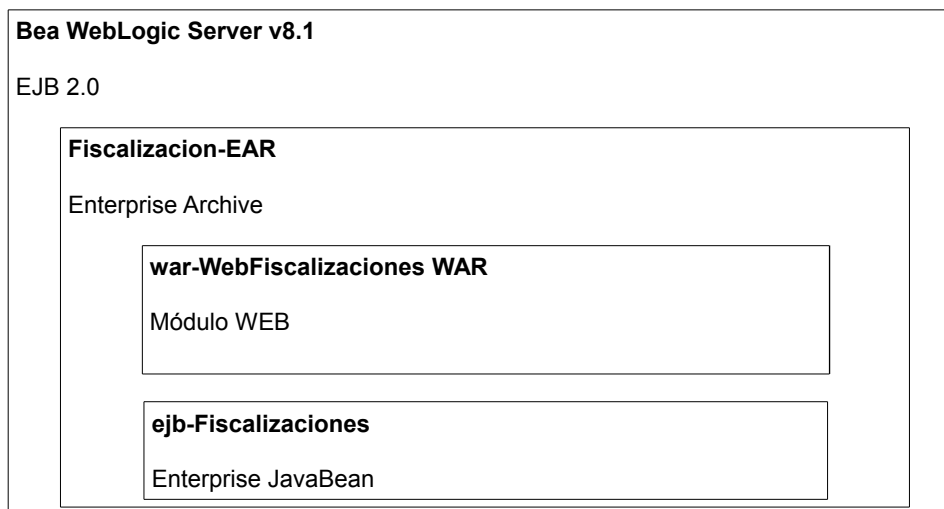 Bea WebLogic Server v8.1
EJB 2.0
Fiscalizacion-EAR
Enterprise Archive
war-WebFiscalizaciones WAR
Módulo WEB
ejb-Fiscalizaciones
Enterprise JavaBean